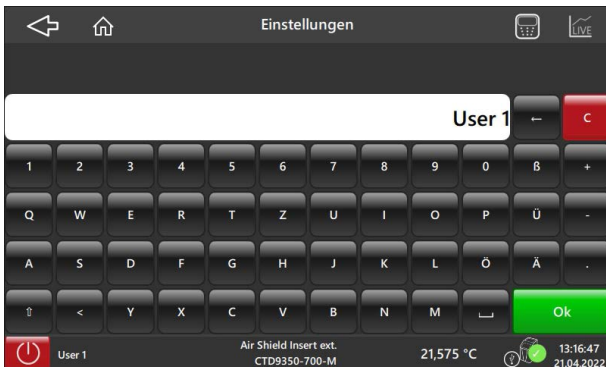 Einstellungen
LIVE
User 1
← C
1 2 3 4 5 6 7 8 9 0 ß +
Q W E R T Z U I O P Ü -
A S D F G H J K L Ö Ä .
⇧ < Y X C V B N M ⌴ Ok
User 1
Air Shield Insert ext.
CTD9350-700-M
21,575 °C
13:16:47
21.04.2022